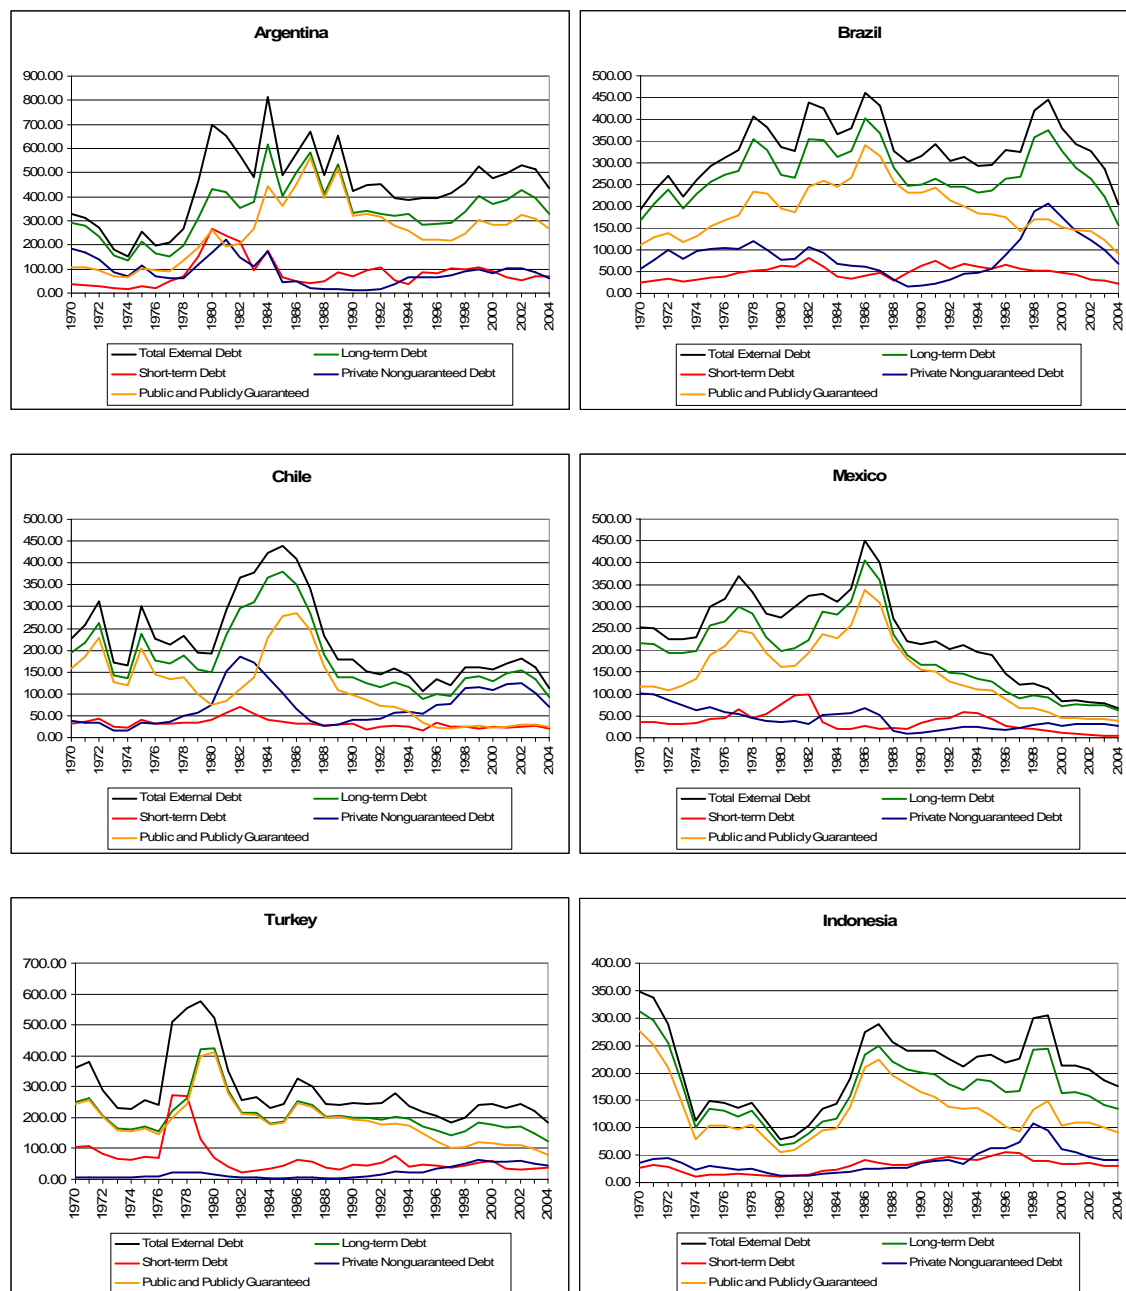 Argentina
900.00
800.00
700.00
600.00
500.00
400.00
300.00
200.00
100.00
0.00
1970 1972 1974 1976 1978 1980 1982 1984 1986 1988 1990 1992 1994 1996 1998 2000 2002 2004
Total External Debt Long-term Debt
Short-term Debt Private Nonguaranteed Debt
Public and Publicly Guaranteed
Brazil
500.00
450.00
400.00
350.00
300.00
250.00
200.00
150.00
100.00
50.00
0.00
1970 1972 1974 1976 1978 1980 1982 1984 1986 1988 1990 1992 1994 1996 1998 2000 2002 2004
Total External Debt Long-term Debt
Short-term Debt Private Nonguaranteed Debt
Public and Publicly Guaranteed
Chile
500.00
450.00
400.00
350.00
300.00
250.00
200.00
150.00
100.00
50.00
0.00
1970 1972 1974 1976 1978 1980 1982 1984 1986 1988 1990 1992 1994 1996 1998 2000 2002 2004
Total External Debt Long-term Debt
Short-term Debt Private Nonguaranteed Debt
Public and Publicly Guaranteed
Mexico
500.00
450.00
400.00
350.00
300.00
250.00
200.00
150.00
100.00
50.00
0.00
1970 1972 1974 1976 1978 1980 1982 1984 1986 1988 1990 1992 1994 1996 1998 2000 2002 2004
Total External Debt Long-term Debt
Short-term Debt Private Nonguaranteed Debt
Public and Publicly Guaranteed
Turkey
700.00
600.00
500.00
400.00
300.00
200.00
100.00
0.00
1970 1972 1974 1976 1978 1980 1982 1984 1986 1988 1990 1992 1994 1996 1998 2000 2002 2004
Total External Debt Long-term Debt
Short-term Debt Private Nonguaranteed Debt
Public and Publicly Guaranteed
Indonesia
400.00
350.00
300.00
250.00
200.00
150.00
100.00
50.00
0.00
1970 1972 1974 1976 1978 1980 1982 1984 1986 1988 1990 1992 1994 1996 1998 2000 2002 2004
Total External Debt Long-term Debt
Short-term Debt Private Nonguaranteed Debt
Public and Publicly Guaranteed